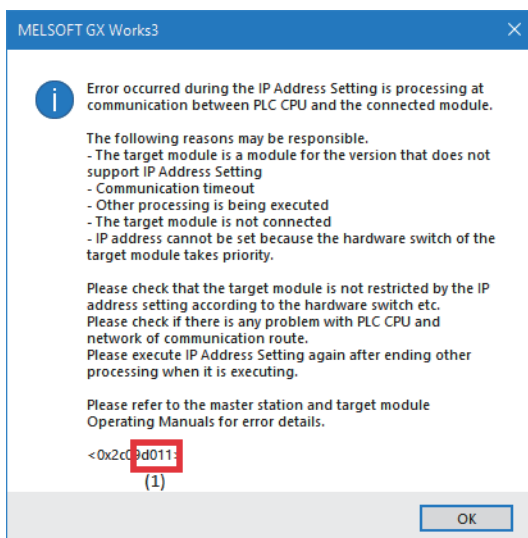 MELSOFT GX Works3
Error occurred during the IP Address Setting is processing at
communication between PLC CPU and the connected module.
The following reasons may be responsible.
- The target module is a module for the version that does not
support IP Address Setting
- Communication timeout
- Other processing is being executed
- The target module is not connected
- IP address cannot be set because the hardware switch of the
target module takes priority.
Please check that the target module is not restricted by the IP
address setting according to the hardware switch etc.
Please check if there is any problem with PLC CPU and
network of communication route.
Please execute IP Address Setting again after ending other
processing when it is executing.
Please refer to the master station and target module
Operating Manuals for error details.
<0x2c09d011>
(1)
OK